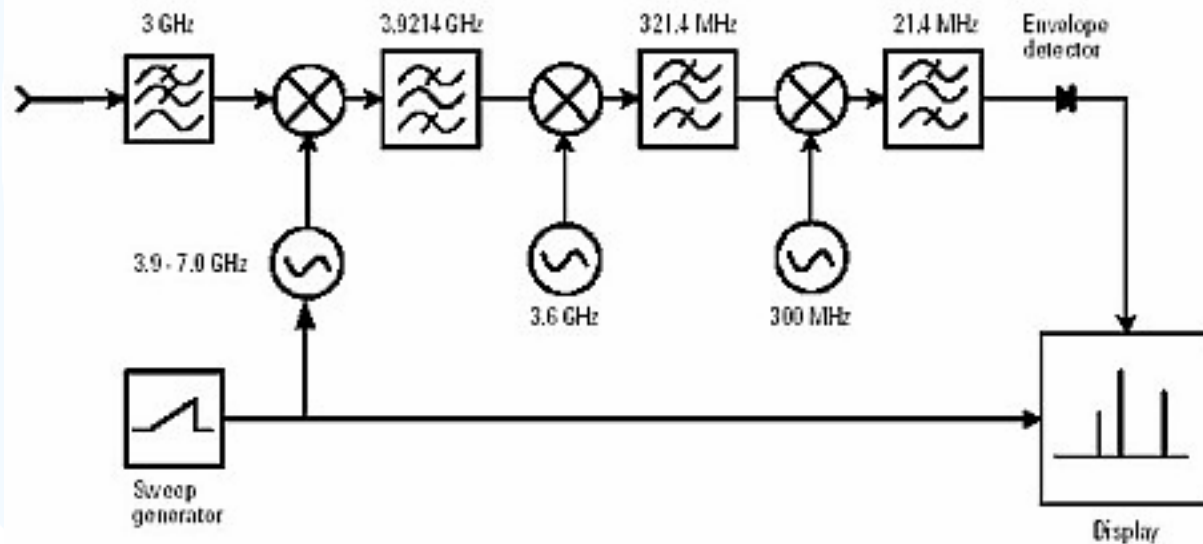 3 GHz
3.9214 GHz
321.4 MHz
21.4 MHz
Envelope
detector
3.9 - 7.0 GHz
3.6 GHz
300 MHz
Sweep
generator
Display